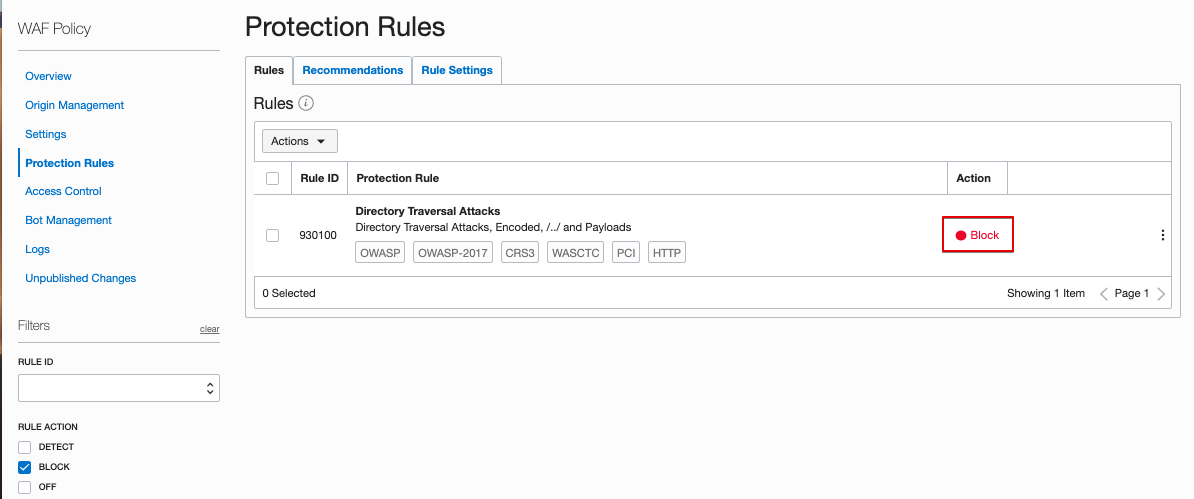 WAF Policy
Overview
Origin Management
Settings
Protection Rules
Access Control
Bot Management
Logs
Unpublished Changes
Filters
clear
RULE ID
RULE ACTION
DETECT
BLOCK
OFF
Protection Rules
Rules Recommendations Rule Settings
Rules i
Actions
Rule ID Protection Rule Action
Directory Traversal Attacks
930100 Directory Traversal Attacks, Encoded, /../ and Payloads Block
OWASP OWASP-2017 CRS3 WASCTC PCI HTTP
0 Selected Showing 1 Item Page 1